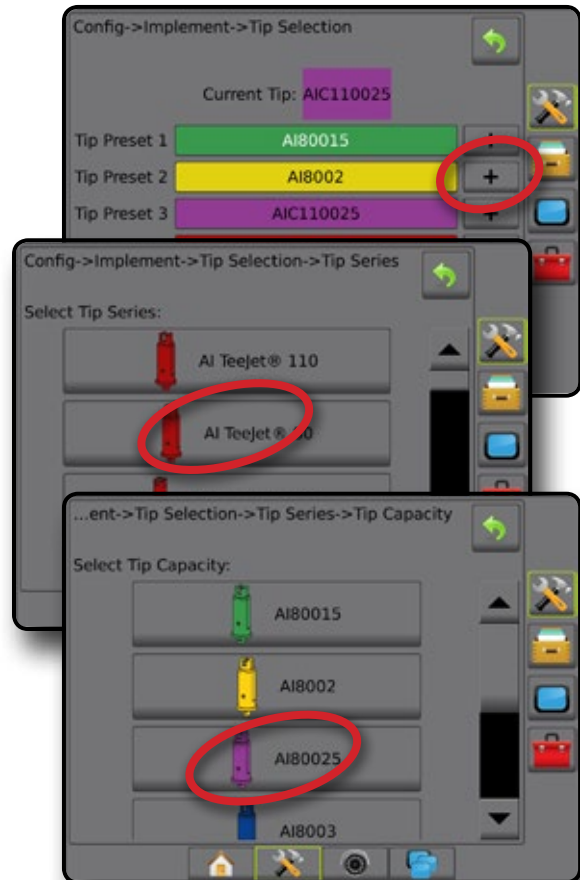 Config->Implement->Tip Selection
Current Tip: AIC110025
Tip Preset 1 AI80015 +
Tip Preset 2 AI8002 +
Tip Preset 3 AIC110025 +
Config->Implement->Tip Selection->Tip Series
Select Tip Series:
AI TeeJet® 110
AI TeeJet®
...ent->Tip Selection->Tip Series->Tip Capacity
Select Tip Capacity:
AI80015
AI8002
AI80025
AI8003